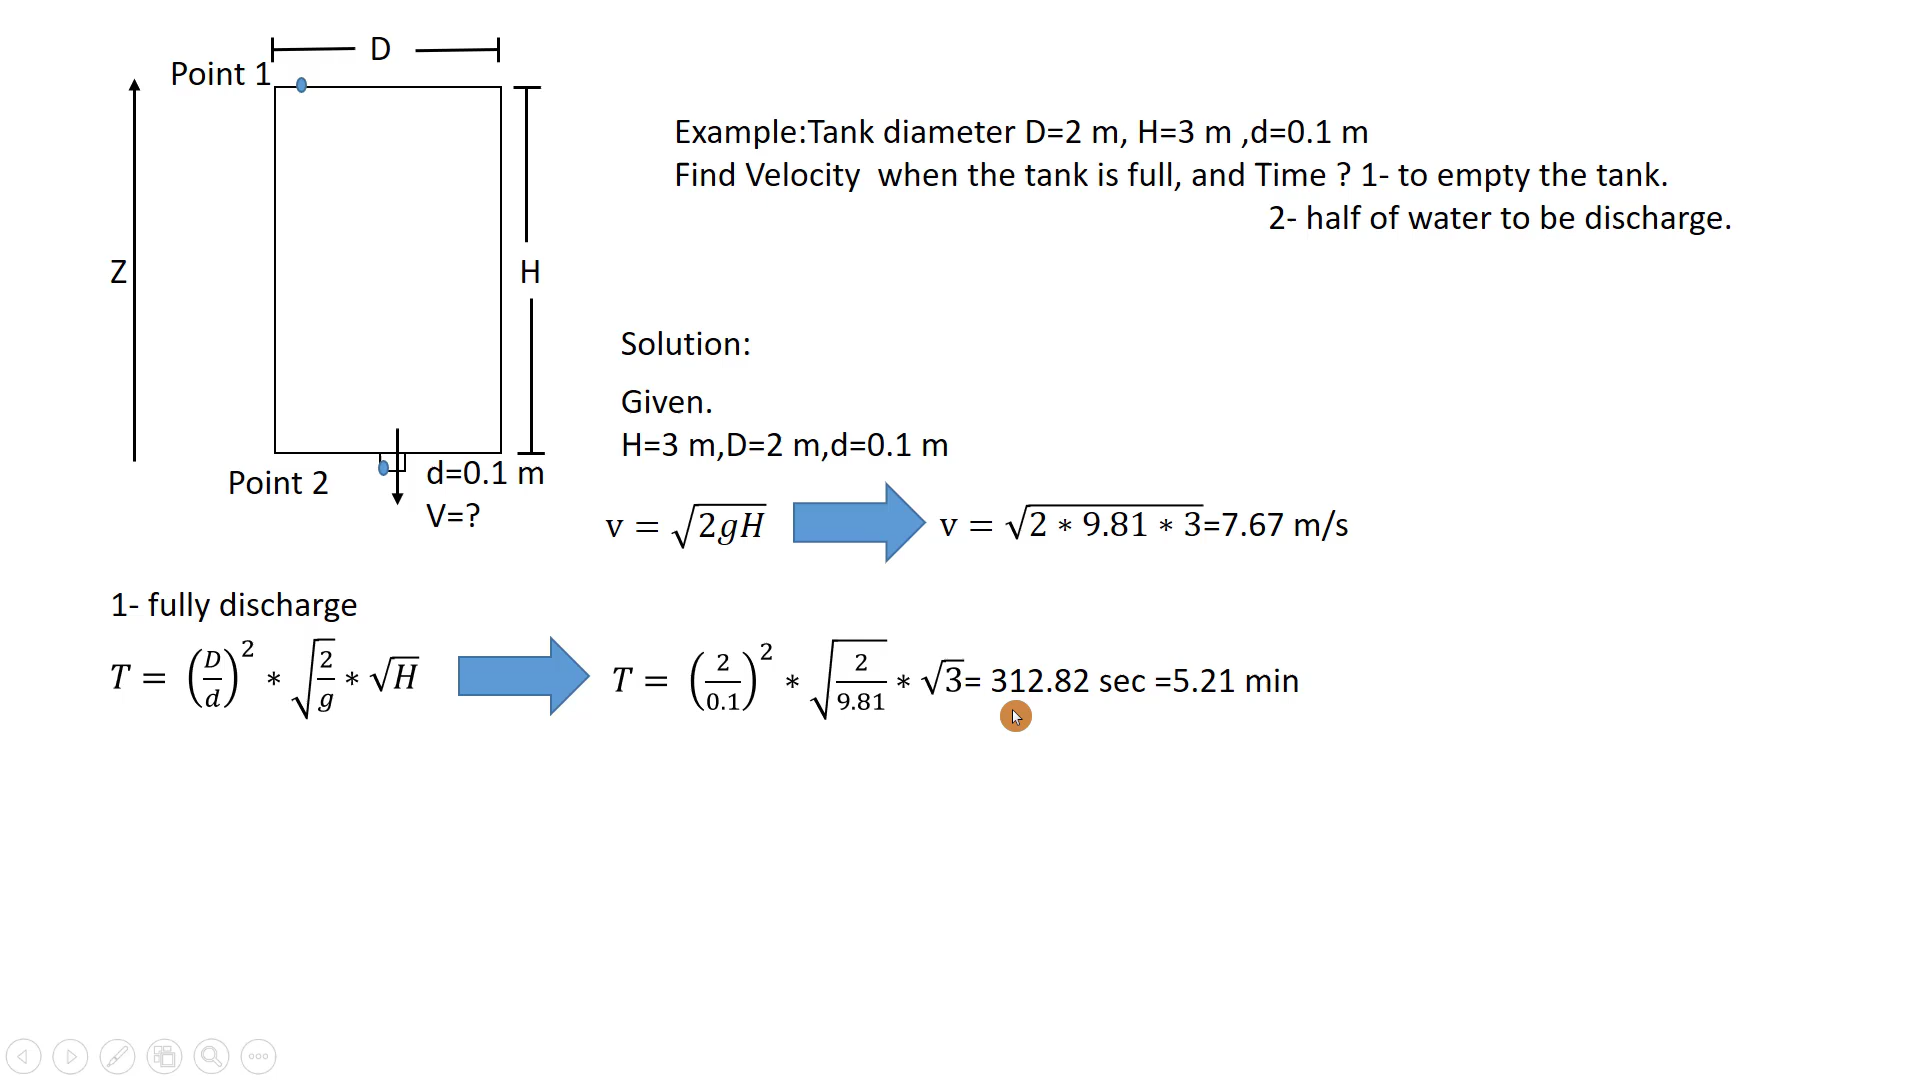 D
Point 1
Example:Tank diameter D=2 m, H=3 m ,d=0.1 m
Find Velocity  when the tank is full, and Time ? 1- to empty the tank.
2- half of water to be discharge.
Z
H
Solution:
Given.
H=3 m,D=2 m,d=0.1 m
Point 2
d=0.1 m
V=?
v = √2gH
v = √2 ∗ 9.81 ∗ 3=7.67 m/s
1- fully discharge
T = (D/d)² ∗ √(2/g) ∗ √H
T = (2/0.1)² ∗ √(2/9.81) ∗ √3= 312.82 sec =5.21 min